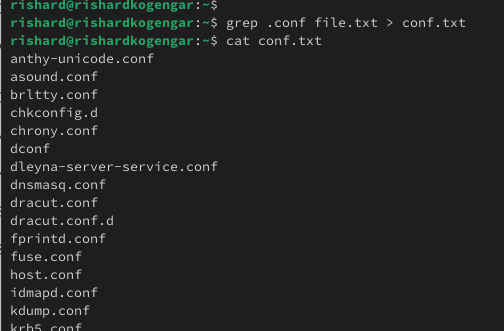 rishard@rishardkogengar:~$
rishard@rishardkogengar:~$ grep .conf file.txt > conf.txt
rishard@rishardkogengar:~$ cat conf.txt
anthy-unicode.conf
asound.conf
brltty.conf
chkconfig.d
chrony.conf
dconf
dleyna-server-service.conf
dnsmasq.conf
dracut.conf
dracut.conf.d
fprintd.conf
fuse.conf
host.conf
idmapd.conf
kdump.conf
krb5.conf